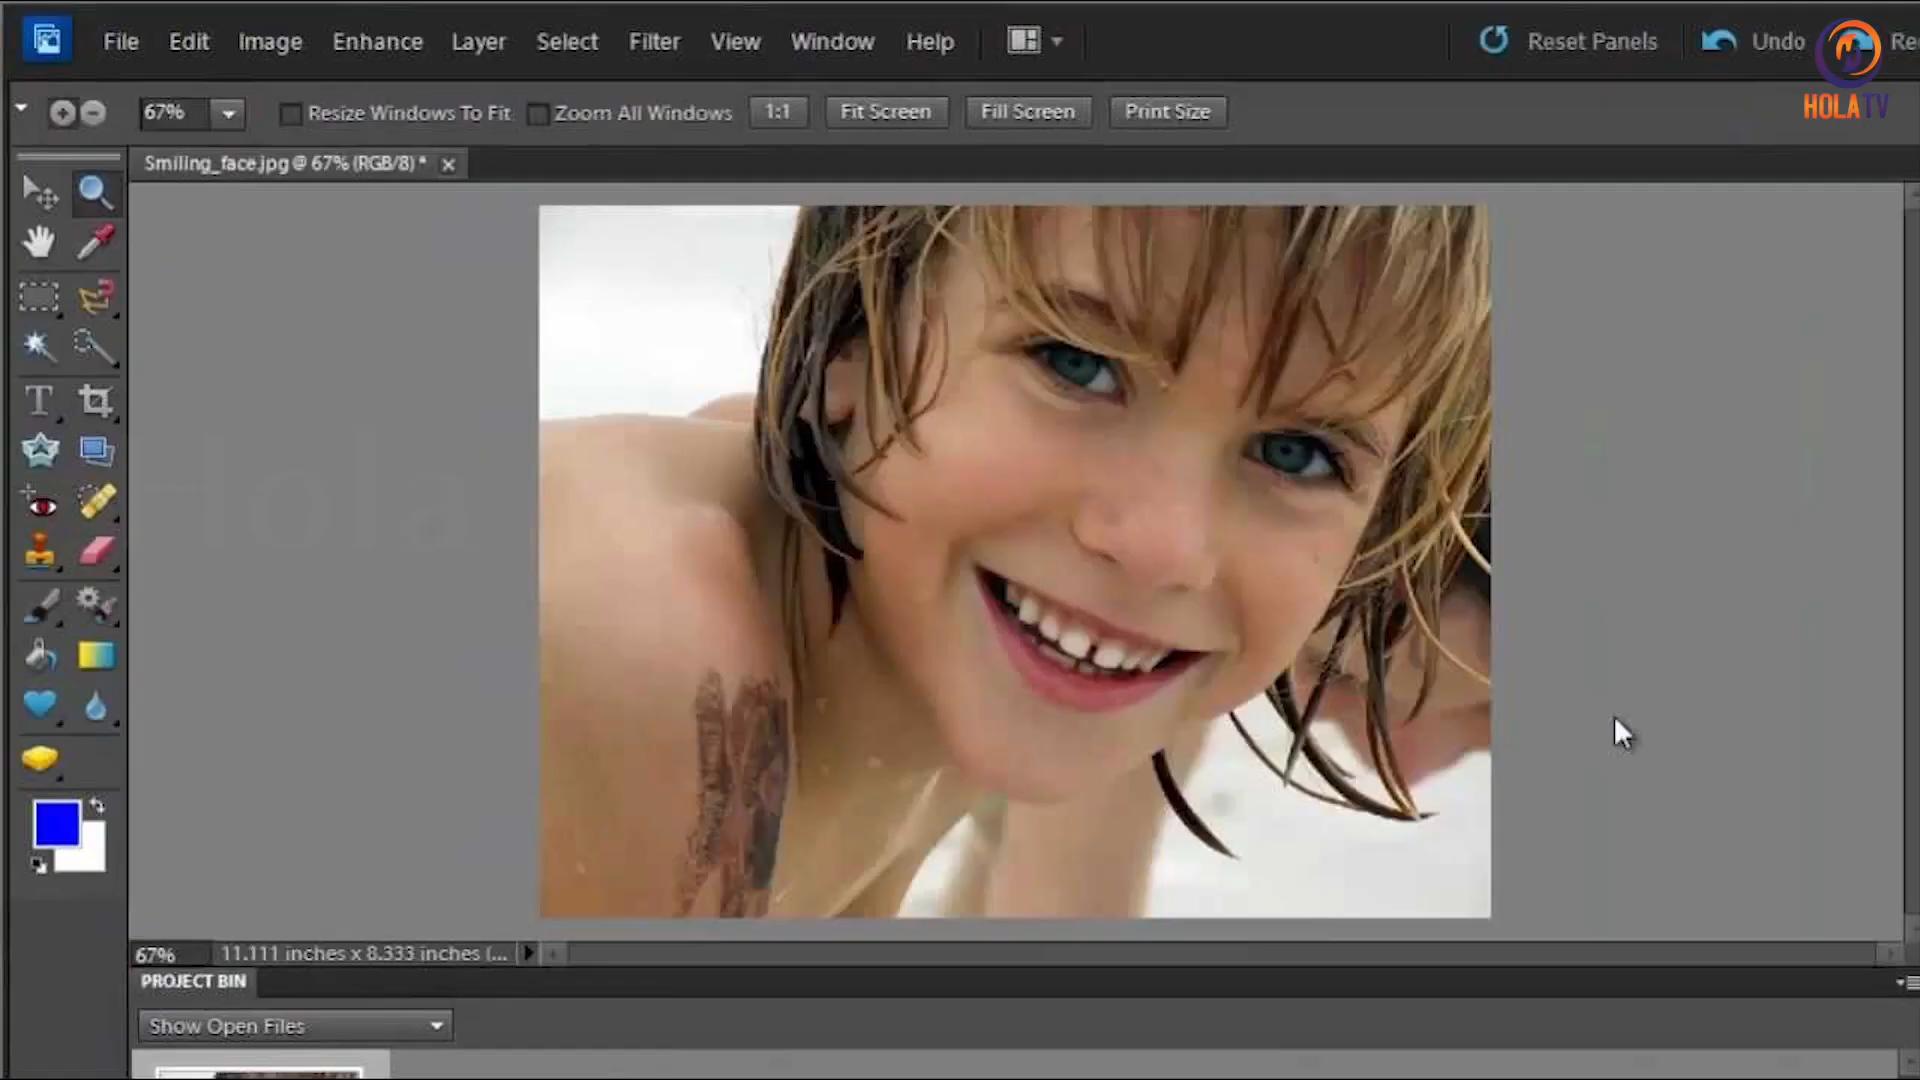 File Edit Image Enhance Layer Select Filter View Window Help Reset Panels Undo
HOLATV
67% Resize Windows To Fit Zoom All Windows 1:1 Fit Screen Fill Screen Print Size
Smiling_face.jpg @ 67% (RGB/8) *
T
Hola
67% 11.111 inches x 8.333 inches (...
PROJECT BIN
Show Open Files